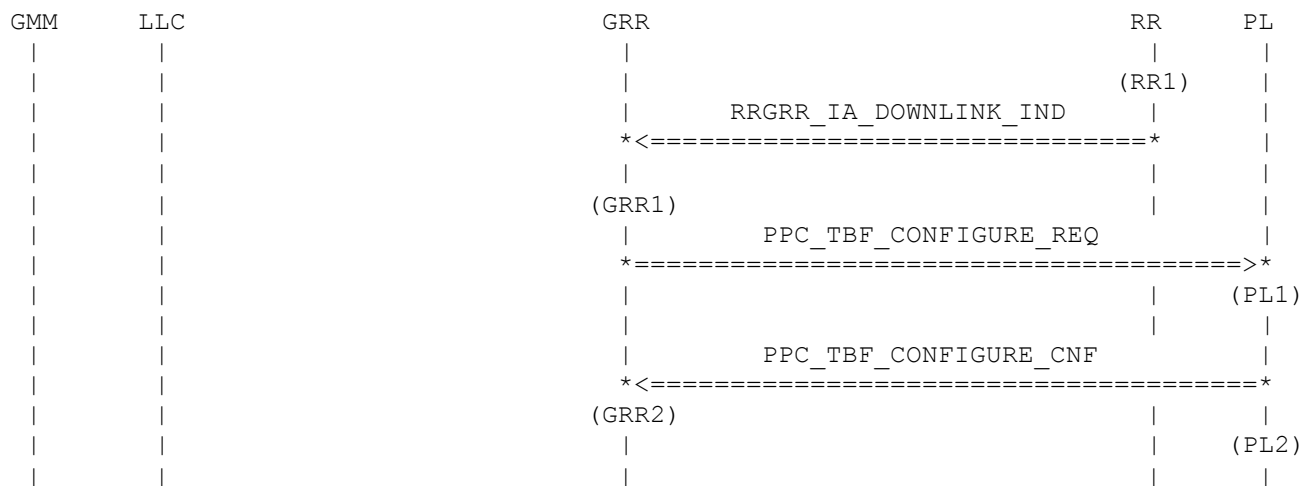 GMM LLC GRR RR PL
(RR1)
RRGRR_IA_DOWNLINK_IND
*<===============================*
(GRR1)
PPC_TBF_CONFIGURE_REQ
*======================================>*
(PL1)
PPC_TBF_CONFIGURE_CNF
*<======================================*
(GRR2)
(PL2)